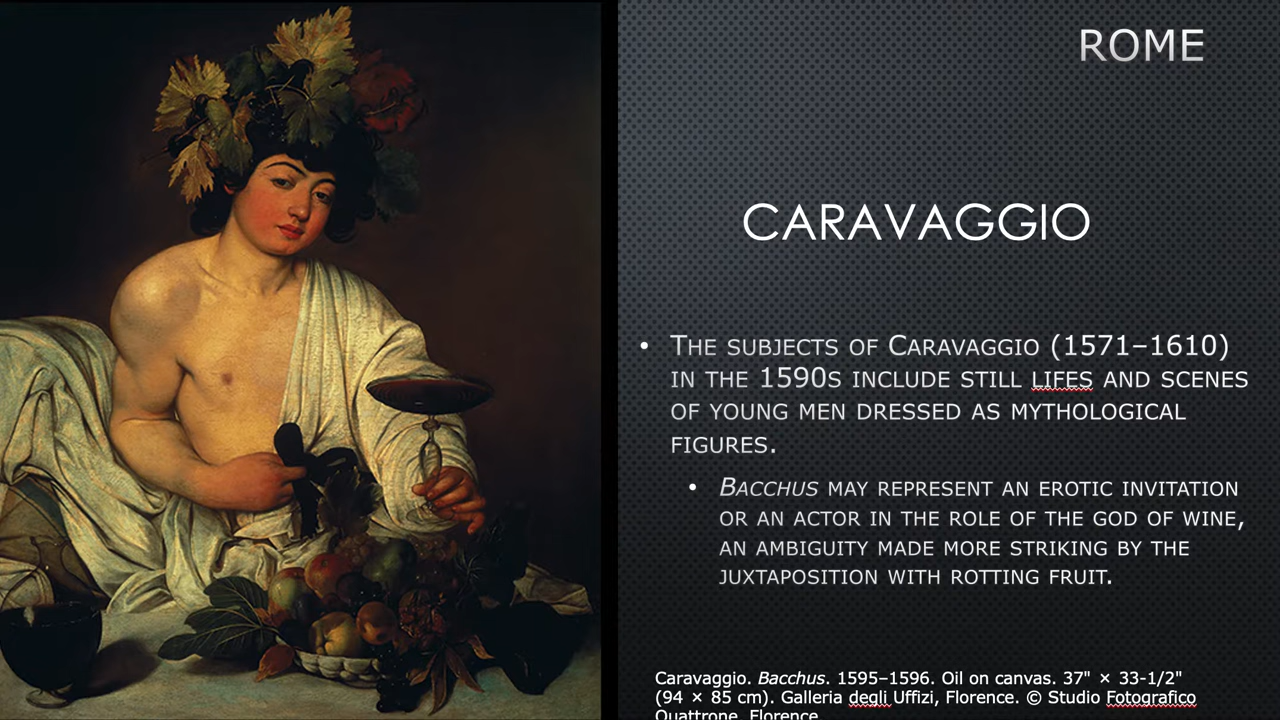 ROME
CARAVAGGIO
• The subjects of Caravaggio (1571–1610)
in the 1590s include still lifes and scenes
of young men dressed as mythological
figures.
• Bacchus may represent an erotic invitation
or an actor in the role of the god of wine,
an ambiguity made more striking by the
juxtaposition with rotting fruit.
Caravaggio. Bacchus. 1595–1596. Oil on canvas. 37" × 33-1/2"
(94 × 85 cm). Galleria degli Uffizi, Florence. © Studio Fotografico
Quattrone, Florence